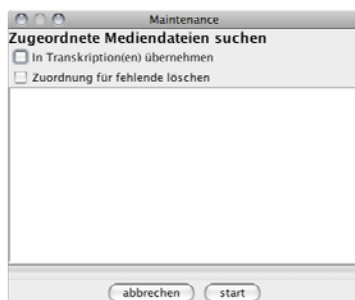 Maintenance
Zugeordnete Mediendateien suchen
In Transkription(en) übernehmen
Zuordnung für fehlende löschen
abbrechen start